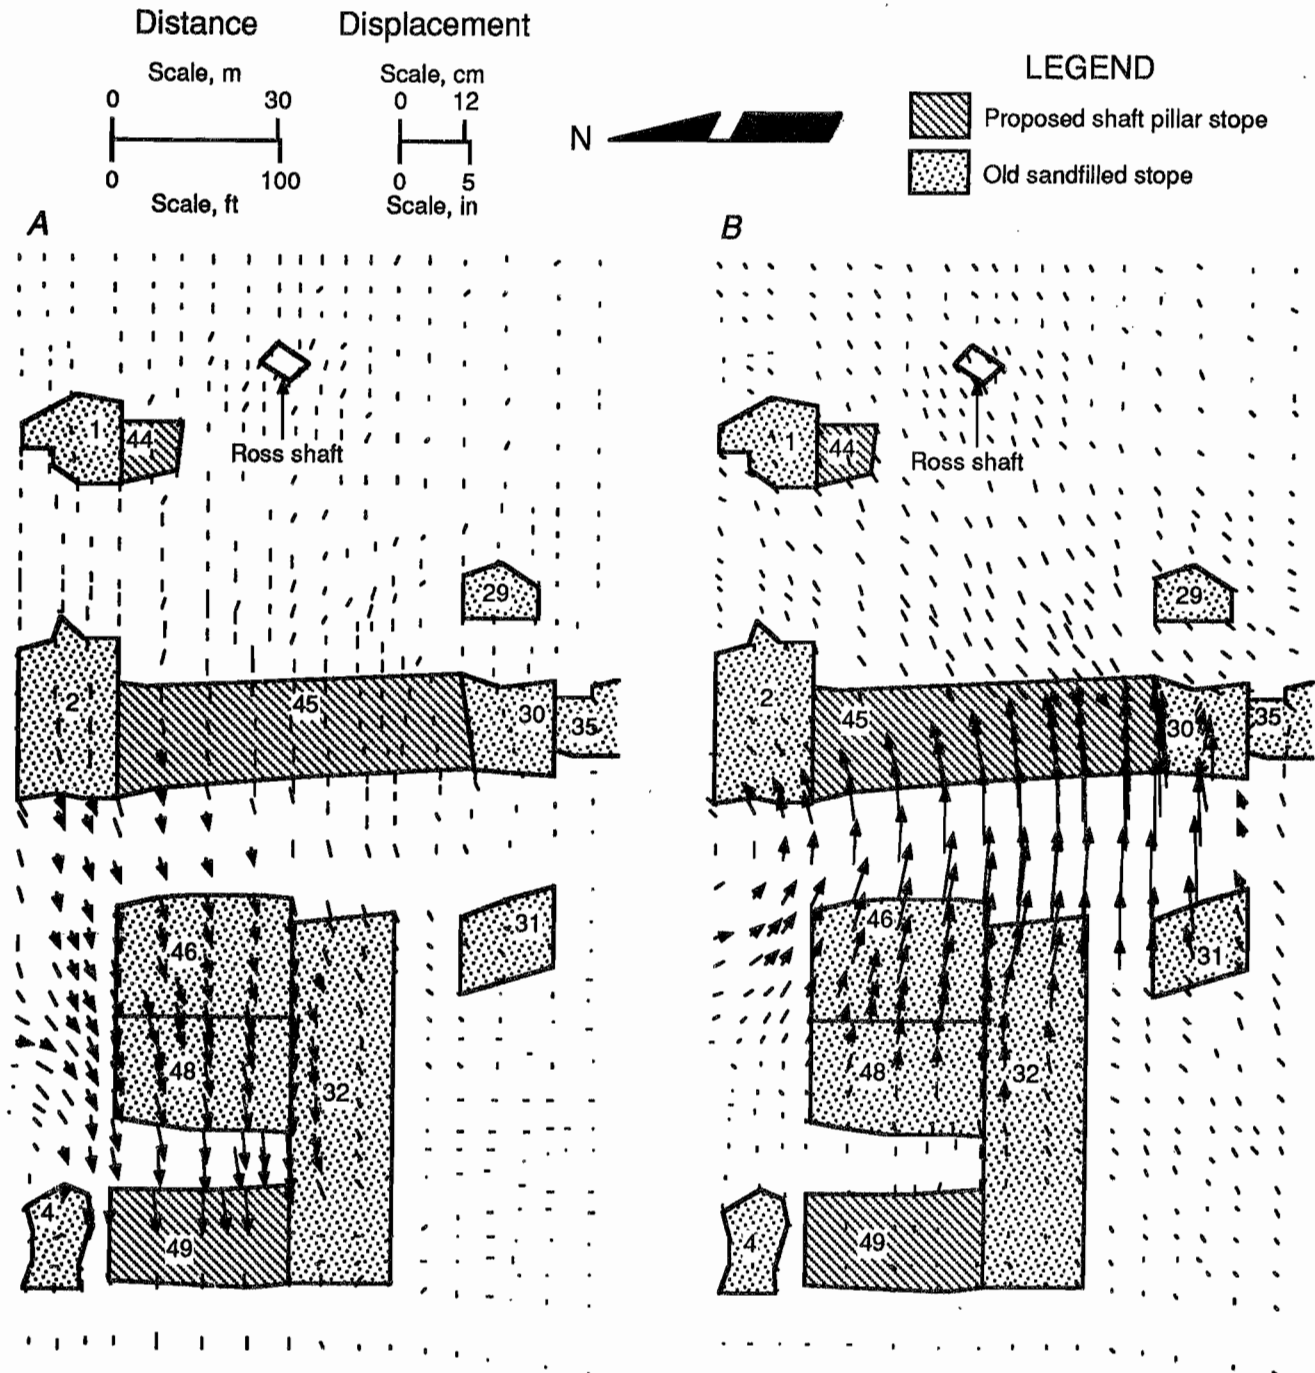 Distance Displacement
Scale, m Scale, cm
0 30 0 12
0 100 0 5
Scale, ft Scale, in
N
LEGEND
Proposed shaft pillar stope
Old sandfilled stope
A
1
44
Ross shaft
29
2
45
30
35
46
31
48
32
4
49
B
1
44
Ross shaft
29
2
45
30
35
46
31
48
32
4
49